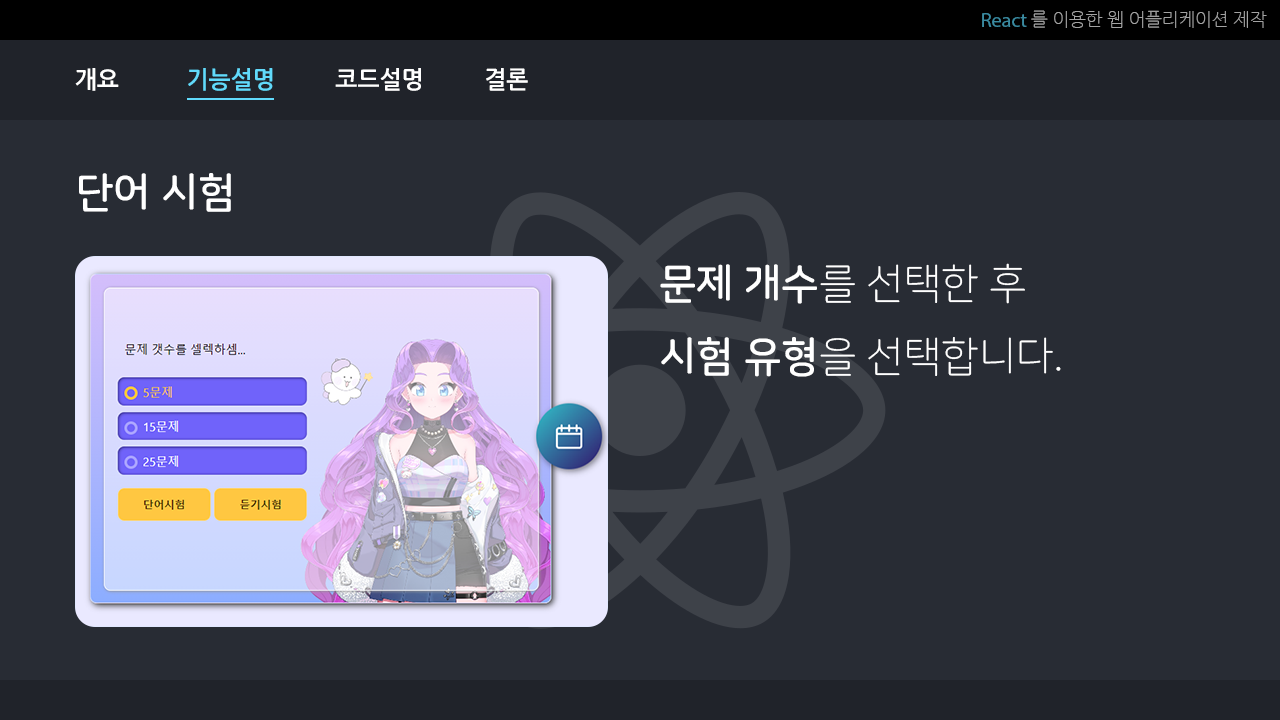 React 를 이용한 웹 어플리케이션 제작
개요 기능설명 코드설명 결론
단어 시험
문제 갯수를 셀렉하셈...
5문제
15문제
25문제
단어시험 듣기시험
문제 개수를 선택한 후
시험 유형을 선택합니다.